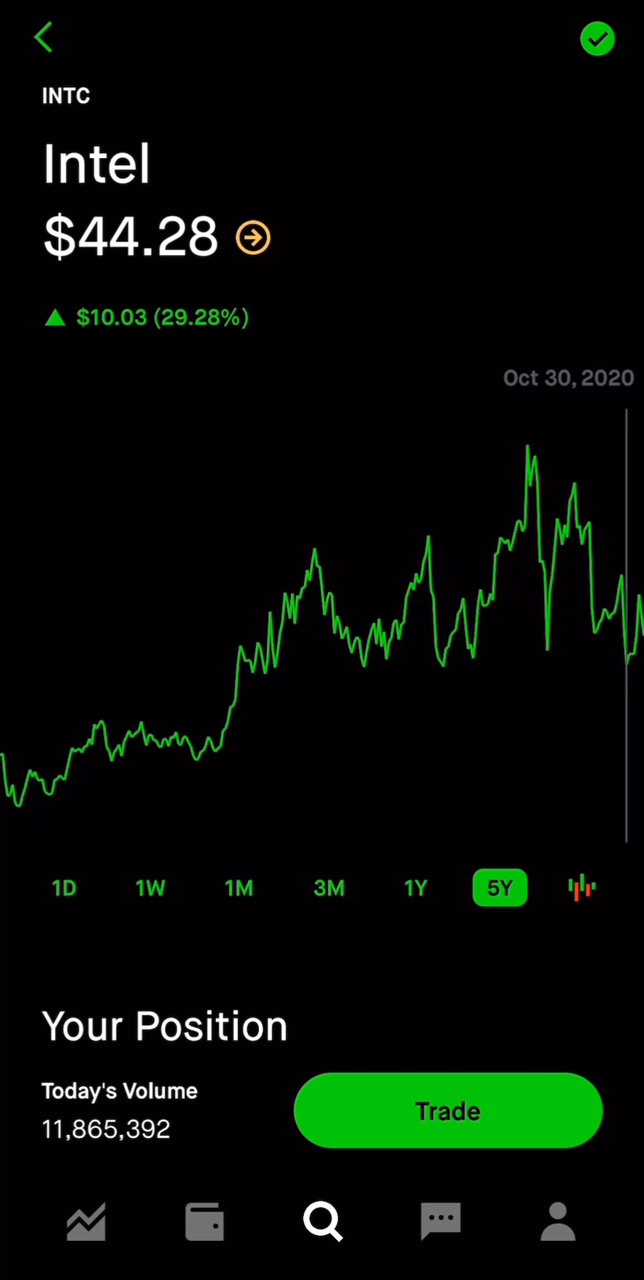 INTC
Intel
$44.28
$10.03 (29.28%)
Oct 30, 2020
1D 1W 1M 3M 1Y 5Y
Your Position
Today's Volume
11,865,392
Trade